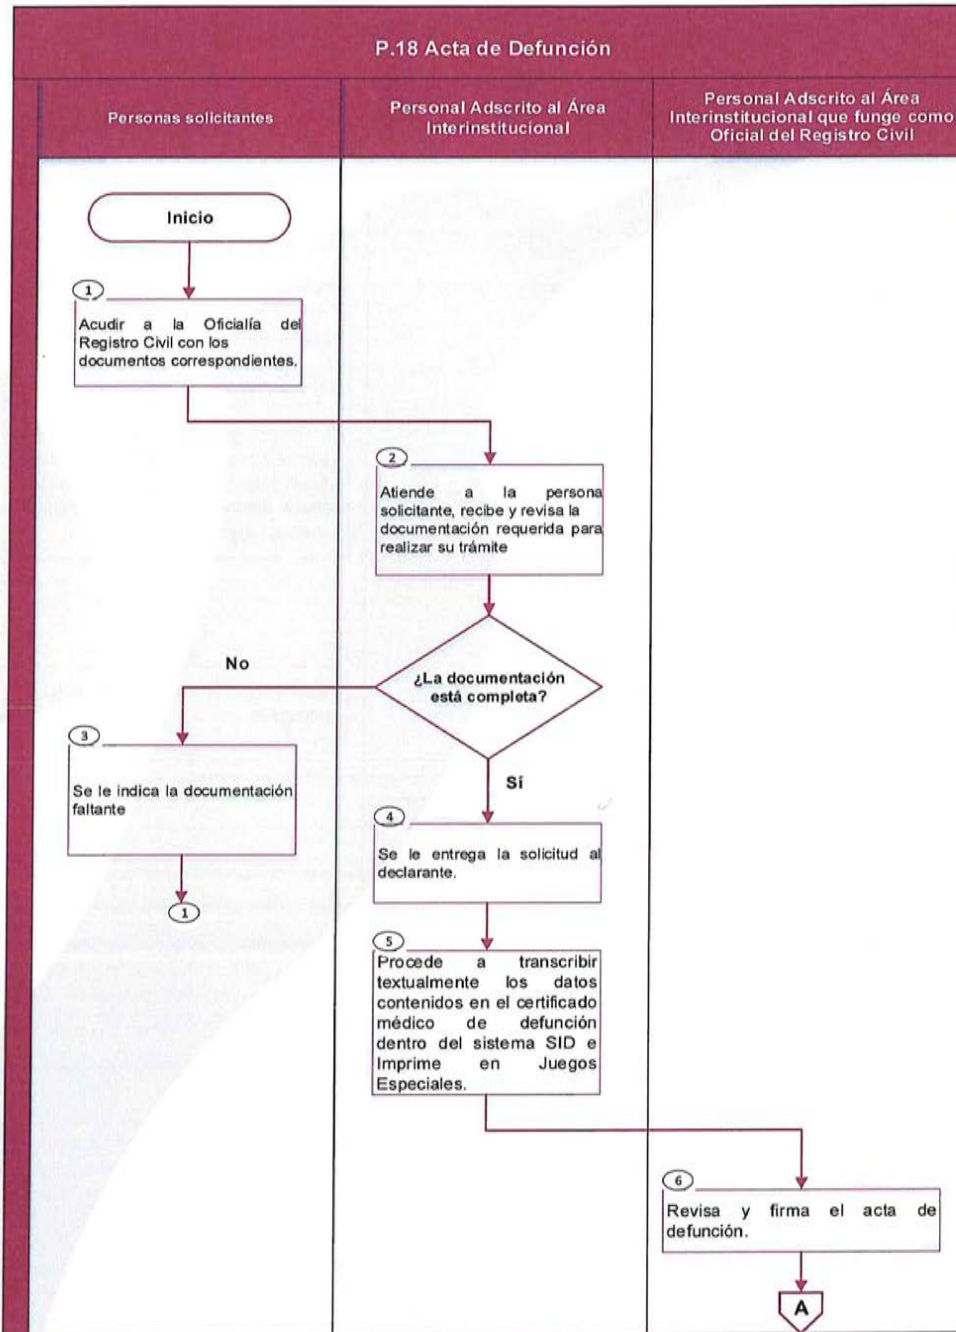 P.18 Acta de Defunción
Personas solicitantes
Personal Adscrito al Área
Interinstitucional
Personal Adscrito al Área
Interinstitucional que funge como
Oficial del Registro Civil
Inicio
1
Acudir a la Oficialía del
Registro Civil con los
documentos correspondientes.
2
Atiende a la persona
solicitante, recibe y revisa la
documentación requerida para
realizar su trámite
¿La documentación
está completa?
No
3
Se le indica la documentación
faltante
1
Sí
4
Se le entrega la solicitud al
declarante.
5
Procede a transcribir
textualmente los datos
contenidos en el certificado
médico de defunción
dentro del sistema SID e
Imprime en Juegos
Especiales.
6
Revisa y firma el acta de
defunción.
A